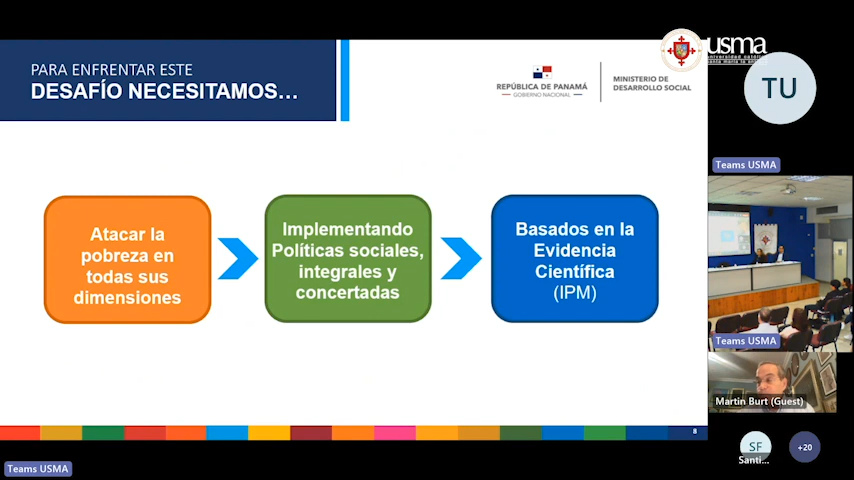 PARA ENFRENTAR ESTE
DESAFÍO NECESITAMOS...
REPÚBLICA DE PANAMÁ
GOBIERNO NACIONAL
MINISTERIO DE
DESARROLLO SOCIAL
usma
Atacar la
pobreza en
todas sus
dimensiones
Implementando
Políticas sociales,
integrales y
concertadas
Basados en la
Evidencia
Científica
(IPM)
8
Teams USMA
TU
Teams USMA
Teams USMA
Martin Burt (Guest)
SF
Santi...
+20